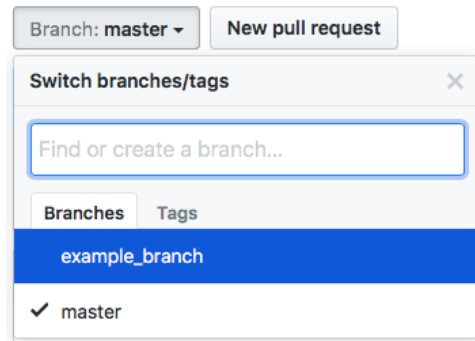 Branch: master New pull request
Switch branches/tags
Find or create a branch...
Branches Tags
example_branch
master